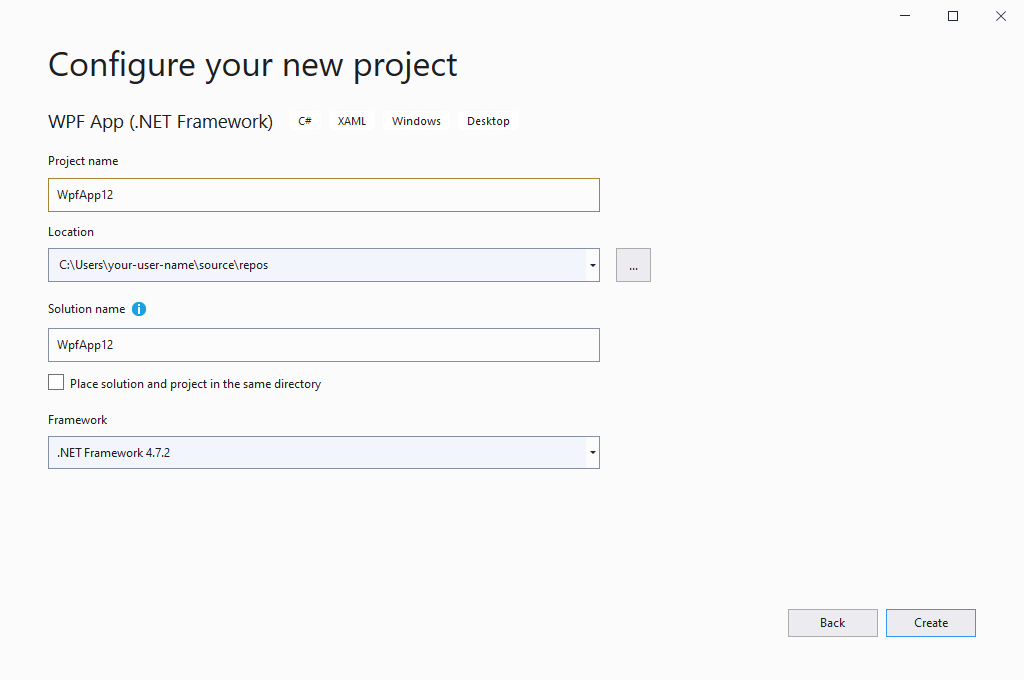 Configure your new project
WPF App (.NET Framework) C# XAML Windows Desktop
Project name
WpfApp12
Location
C:\Users\your-user-name\source\repos
...
Solution name
WpfApp12
Place solution and project in the same directory
Framework
.NET Framework 4.7.2
Back Create